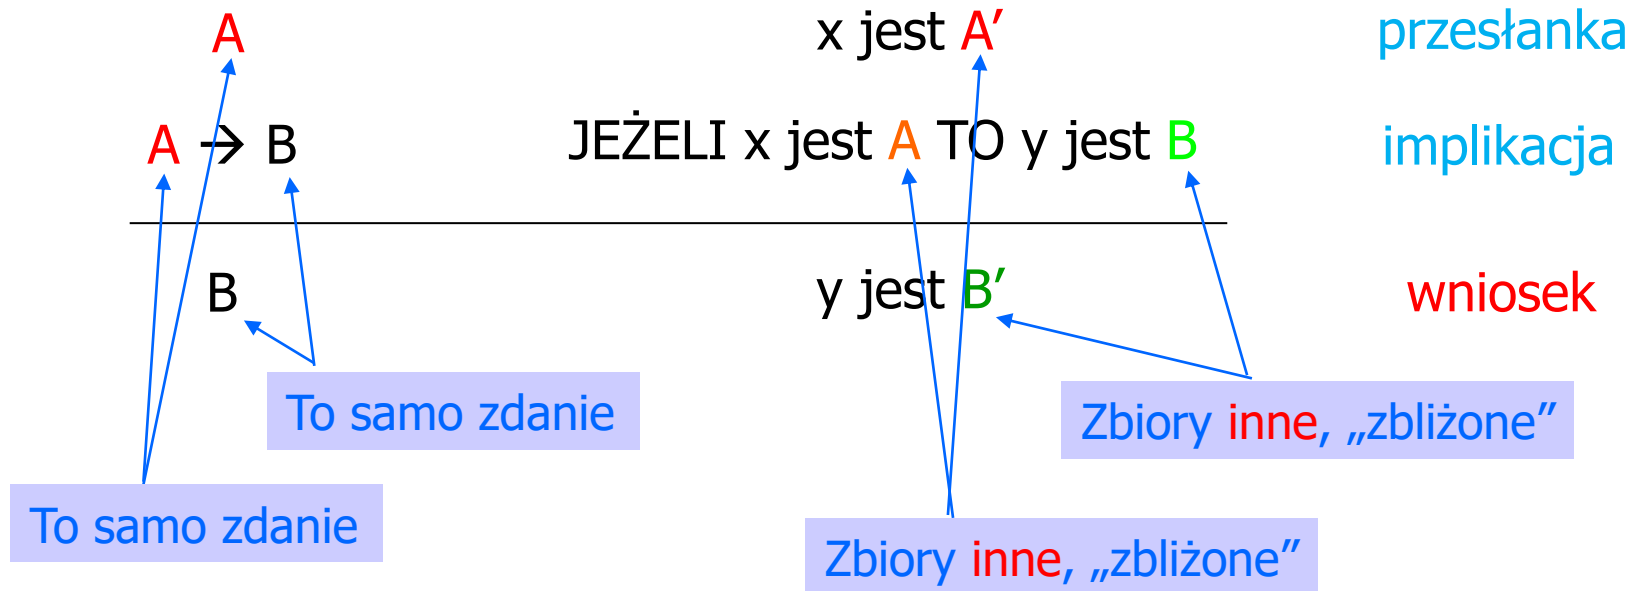 A x jest A’ przesłanka
A → B JEŻELI x jest A TO y jest B implikacja
B y jest B’ wniosek
To samo zdanie
Zbiory inne, „zbliżone”
To samo zdanie
Zbiory inne, „zbliżone”